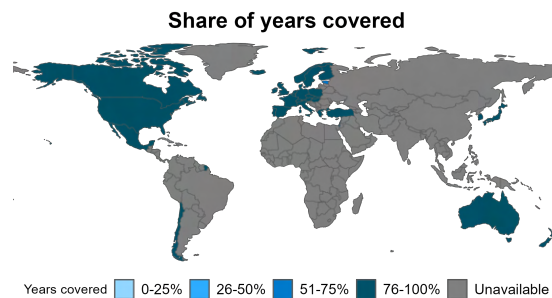 Share of years covered
Years covered 0-25% 26-50% 51-75% 76-100% Unavailable